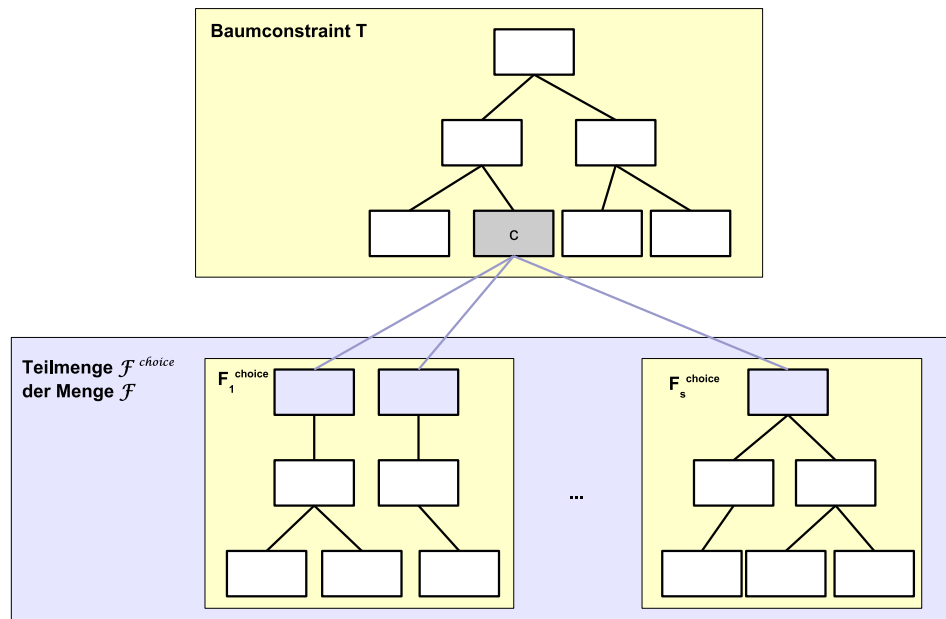 Baumconstraint T
C
Teilmenge ℱ choice
der Menge ℱ
F₁ choice
Fₛ choice
...